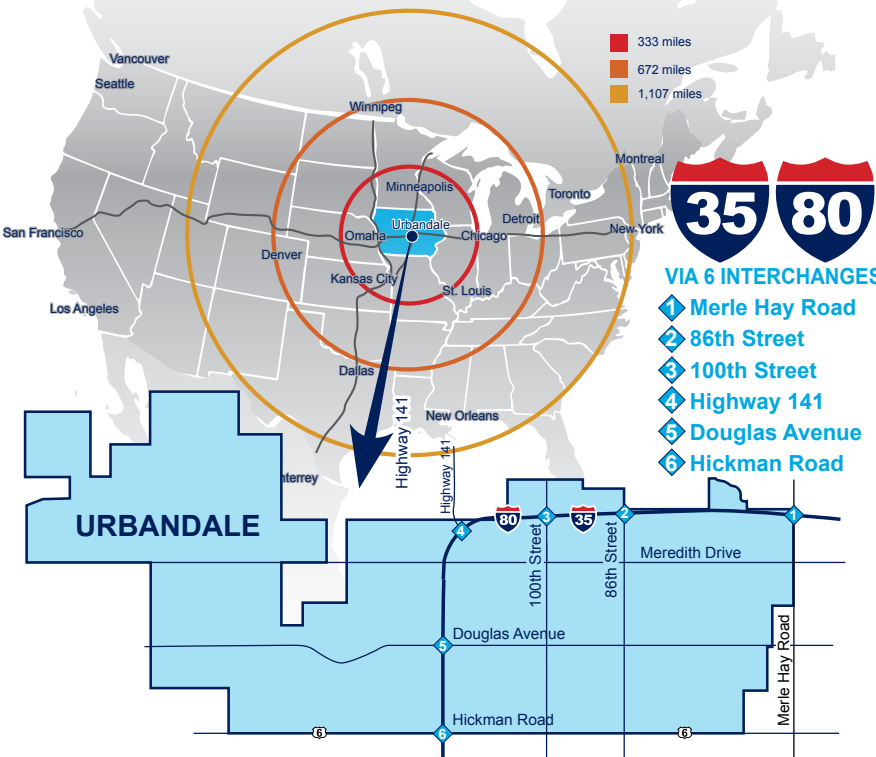 333 miles
672 miles
1,107 miles
Vancouver
Seattle
Winnipeg
Montreal
Minneapolis
Toronto
Detroit
Urbandale
San Francisco
Omaha
Chicago
New York
Denver
Kansas City
St. Louis
Los Angeles
Dallas
New Orleans
nterrey
35
80
VIA 6 INTERCHANGES
1 Merle Hay Road
2 86th Street
3 100th Street
4 Highway 141
5 Douglas Avenue
6 Hickman Road
Highway 141
Highway 141
URBANDALE
80
35
4
3
2
1
100th Street
86th Street
Meredith Drive
Douglas Avenue
5
Merle Hay Road
Hickman Road
6
6
6